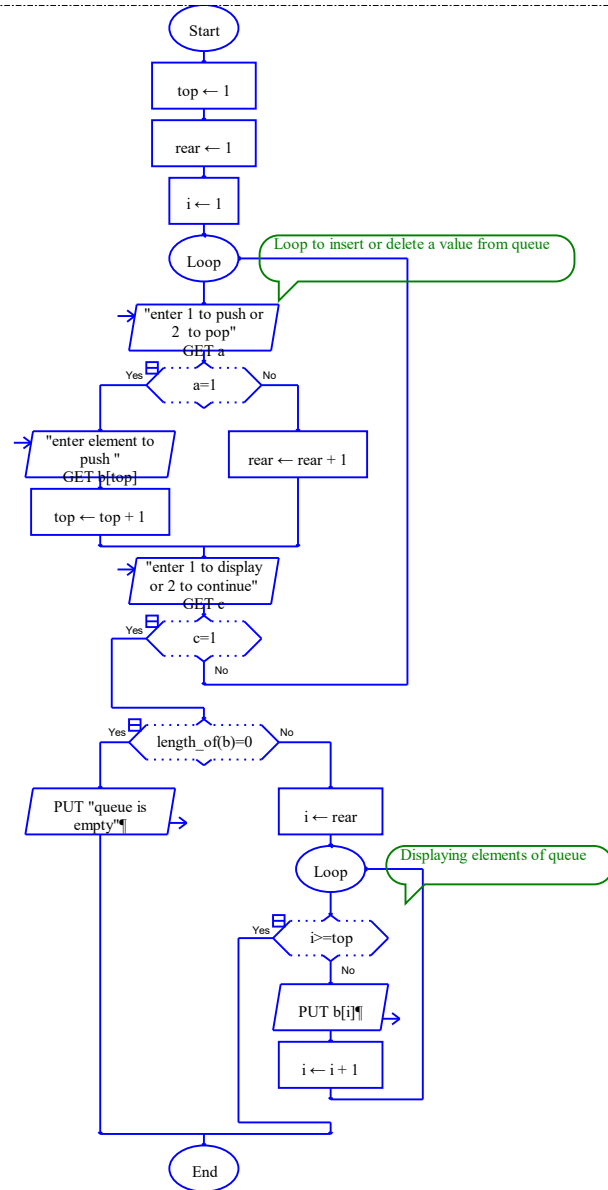 Start
top ← 1
rear ← 1
i ← 1
Loop
Loop to insert or delete a value from queue
"enter 1 to push or
2  to pop"
GET a
Yes
a=1
No
"enter element to
push "
GET b[top]
rear ← rear + 1
top ← top + 1
"enter 1 to display
or 2 to continue"
GET c
Yes
c=1
No
Yes
length_of(b)=0
No
PUT "queue is
empty"¶
i ← rear
Loop
Displaying elements of queue
Yes
i>=top
No
PUT b[i]¶
i ← i + 1
End